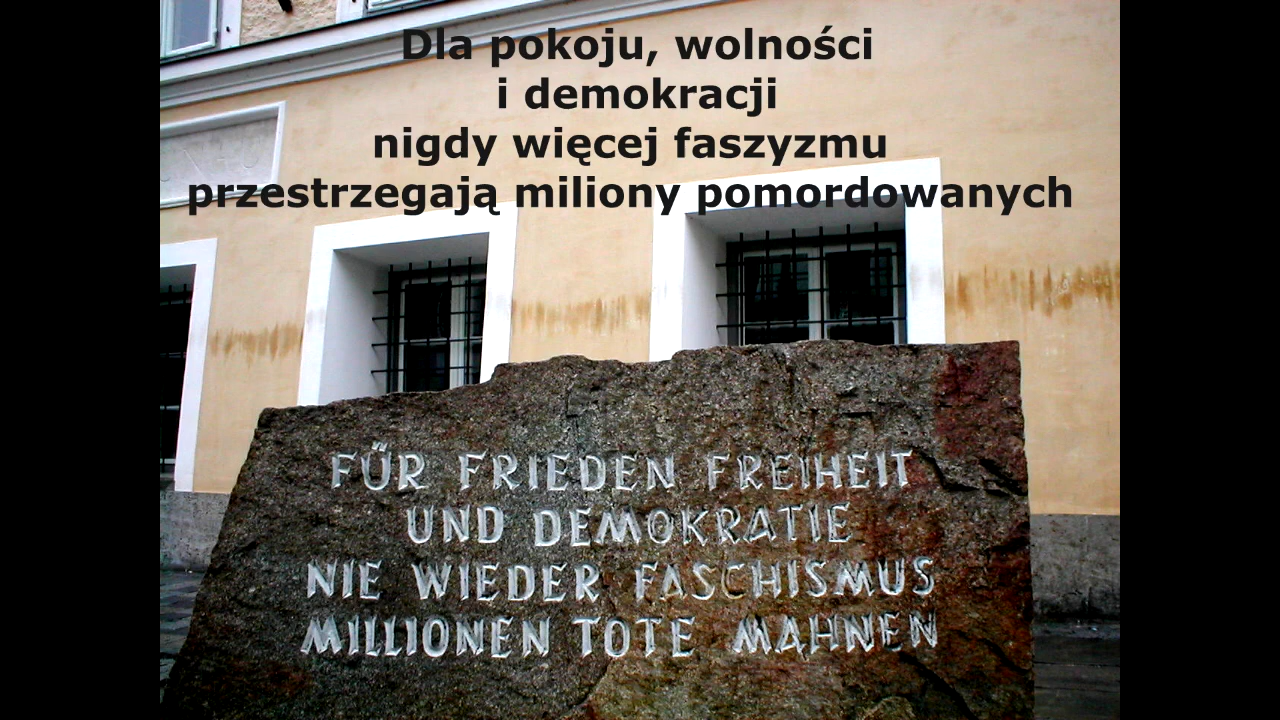 Dla pokoju, wolności
i demokracji
nigdy więcej faszyzmu
przestrzegają miliony pomordowanych
FÜR FRIEDEN FREIHEIT
UND DEMOKRATIE
NIE WIEDER FASCHISMUS
MILLIONEN TOTE MAHNEN